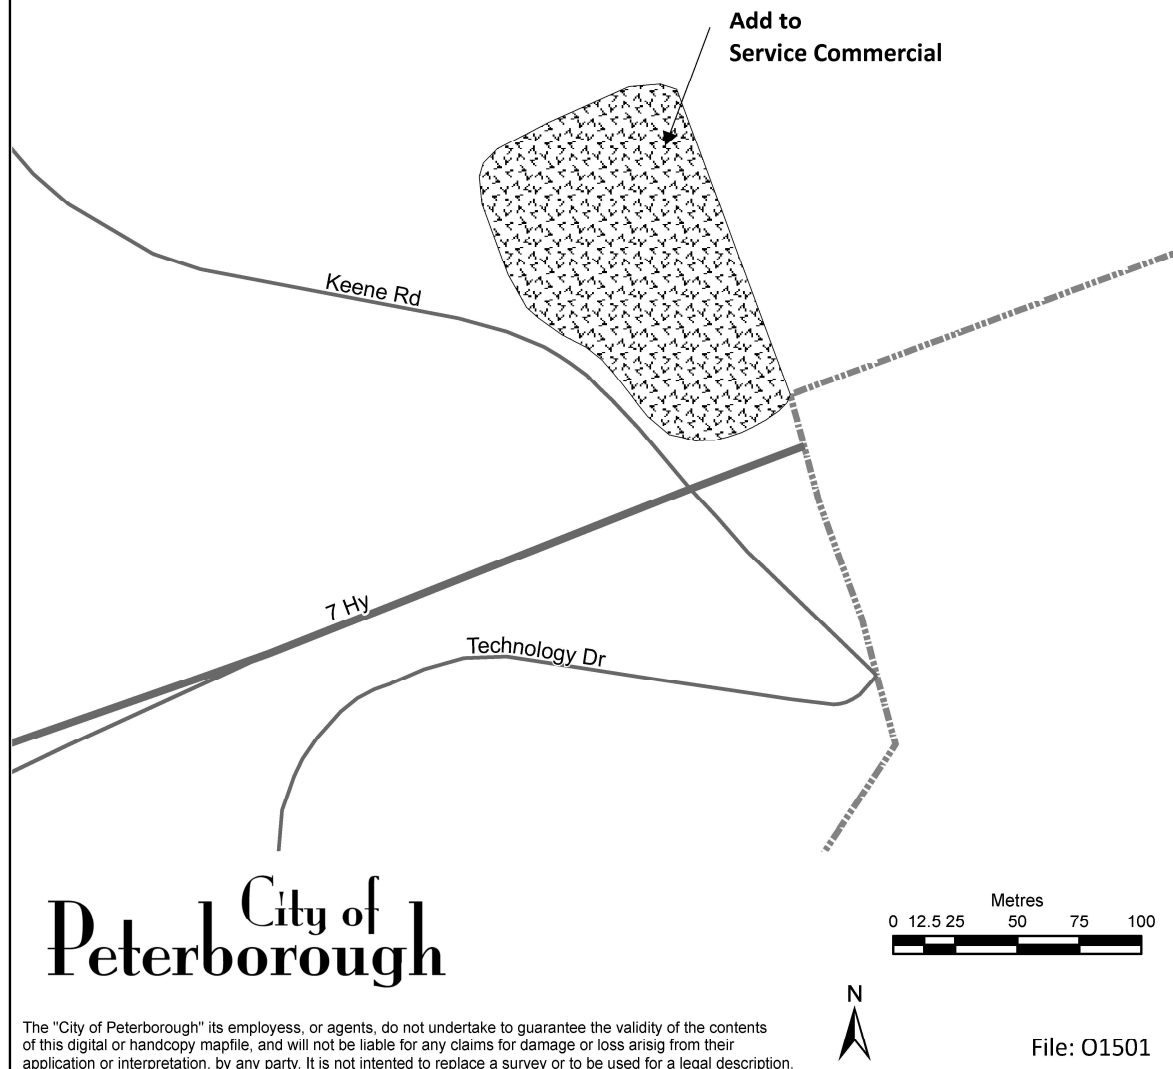 Add to
Service Commercial
Keene Rd
7 Hy
Technology Dr
City of
Peterborough
Metres
0 12.5 25 50 75 100
N
The "City of Peterborough" its employess, or agents, do not undertake to guarantee the validity of the contents
of this digital or handcopy mapfile, and will not be liable for any claims for damage or loss arisig from their
application or interpretation, by any party. It is not intented to replace a survey or to be used for a legal description.
File: O1501